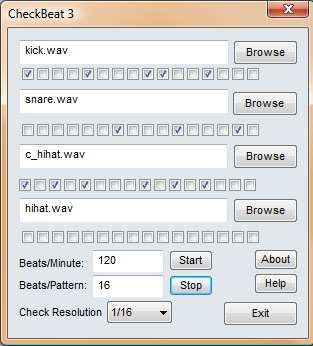 CheckBeat 3
kick.wav Browse
snare.wav Browse
c_hihat.wav Browse
hihat.wav Browse
Beats/Minute: 120 Start About
Beats/Pattern: 16 Stop Help
Check Resolution 1/16 Exit